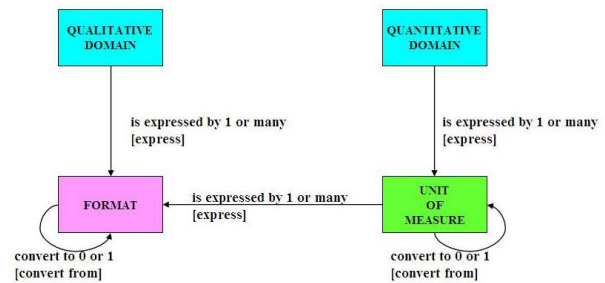 QUALITATIVE
DOMAIN
QUANTITATIVE
DOMAIN
is expressed by 1 or many
[express]
is expressed by 1 or many
[express]
FORMAT
is expressed by 1 or many
[express]
UNIT
OF
MEASURE
convert to 0 or 1
[convert from]
convert to 0 or 1
[convert from]